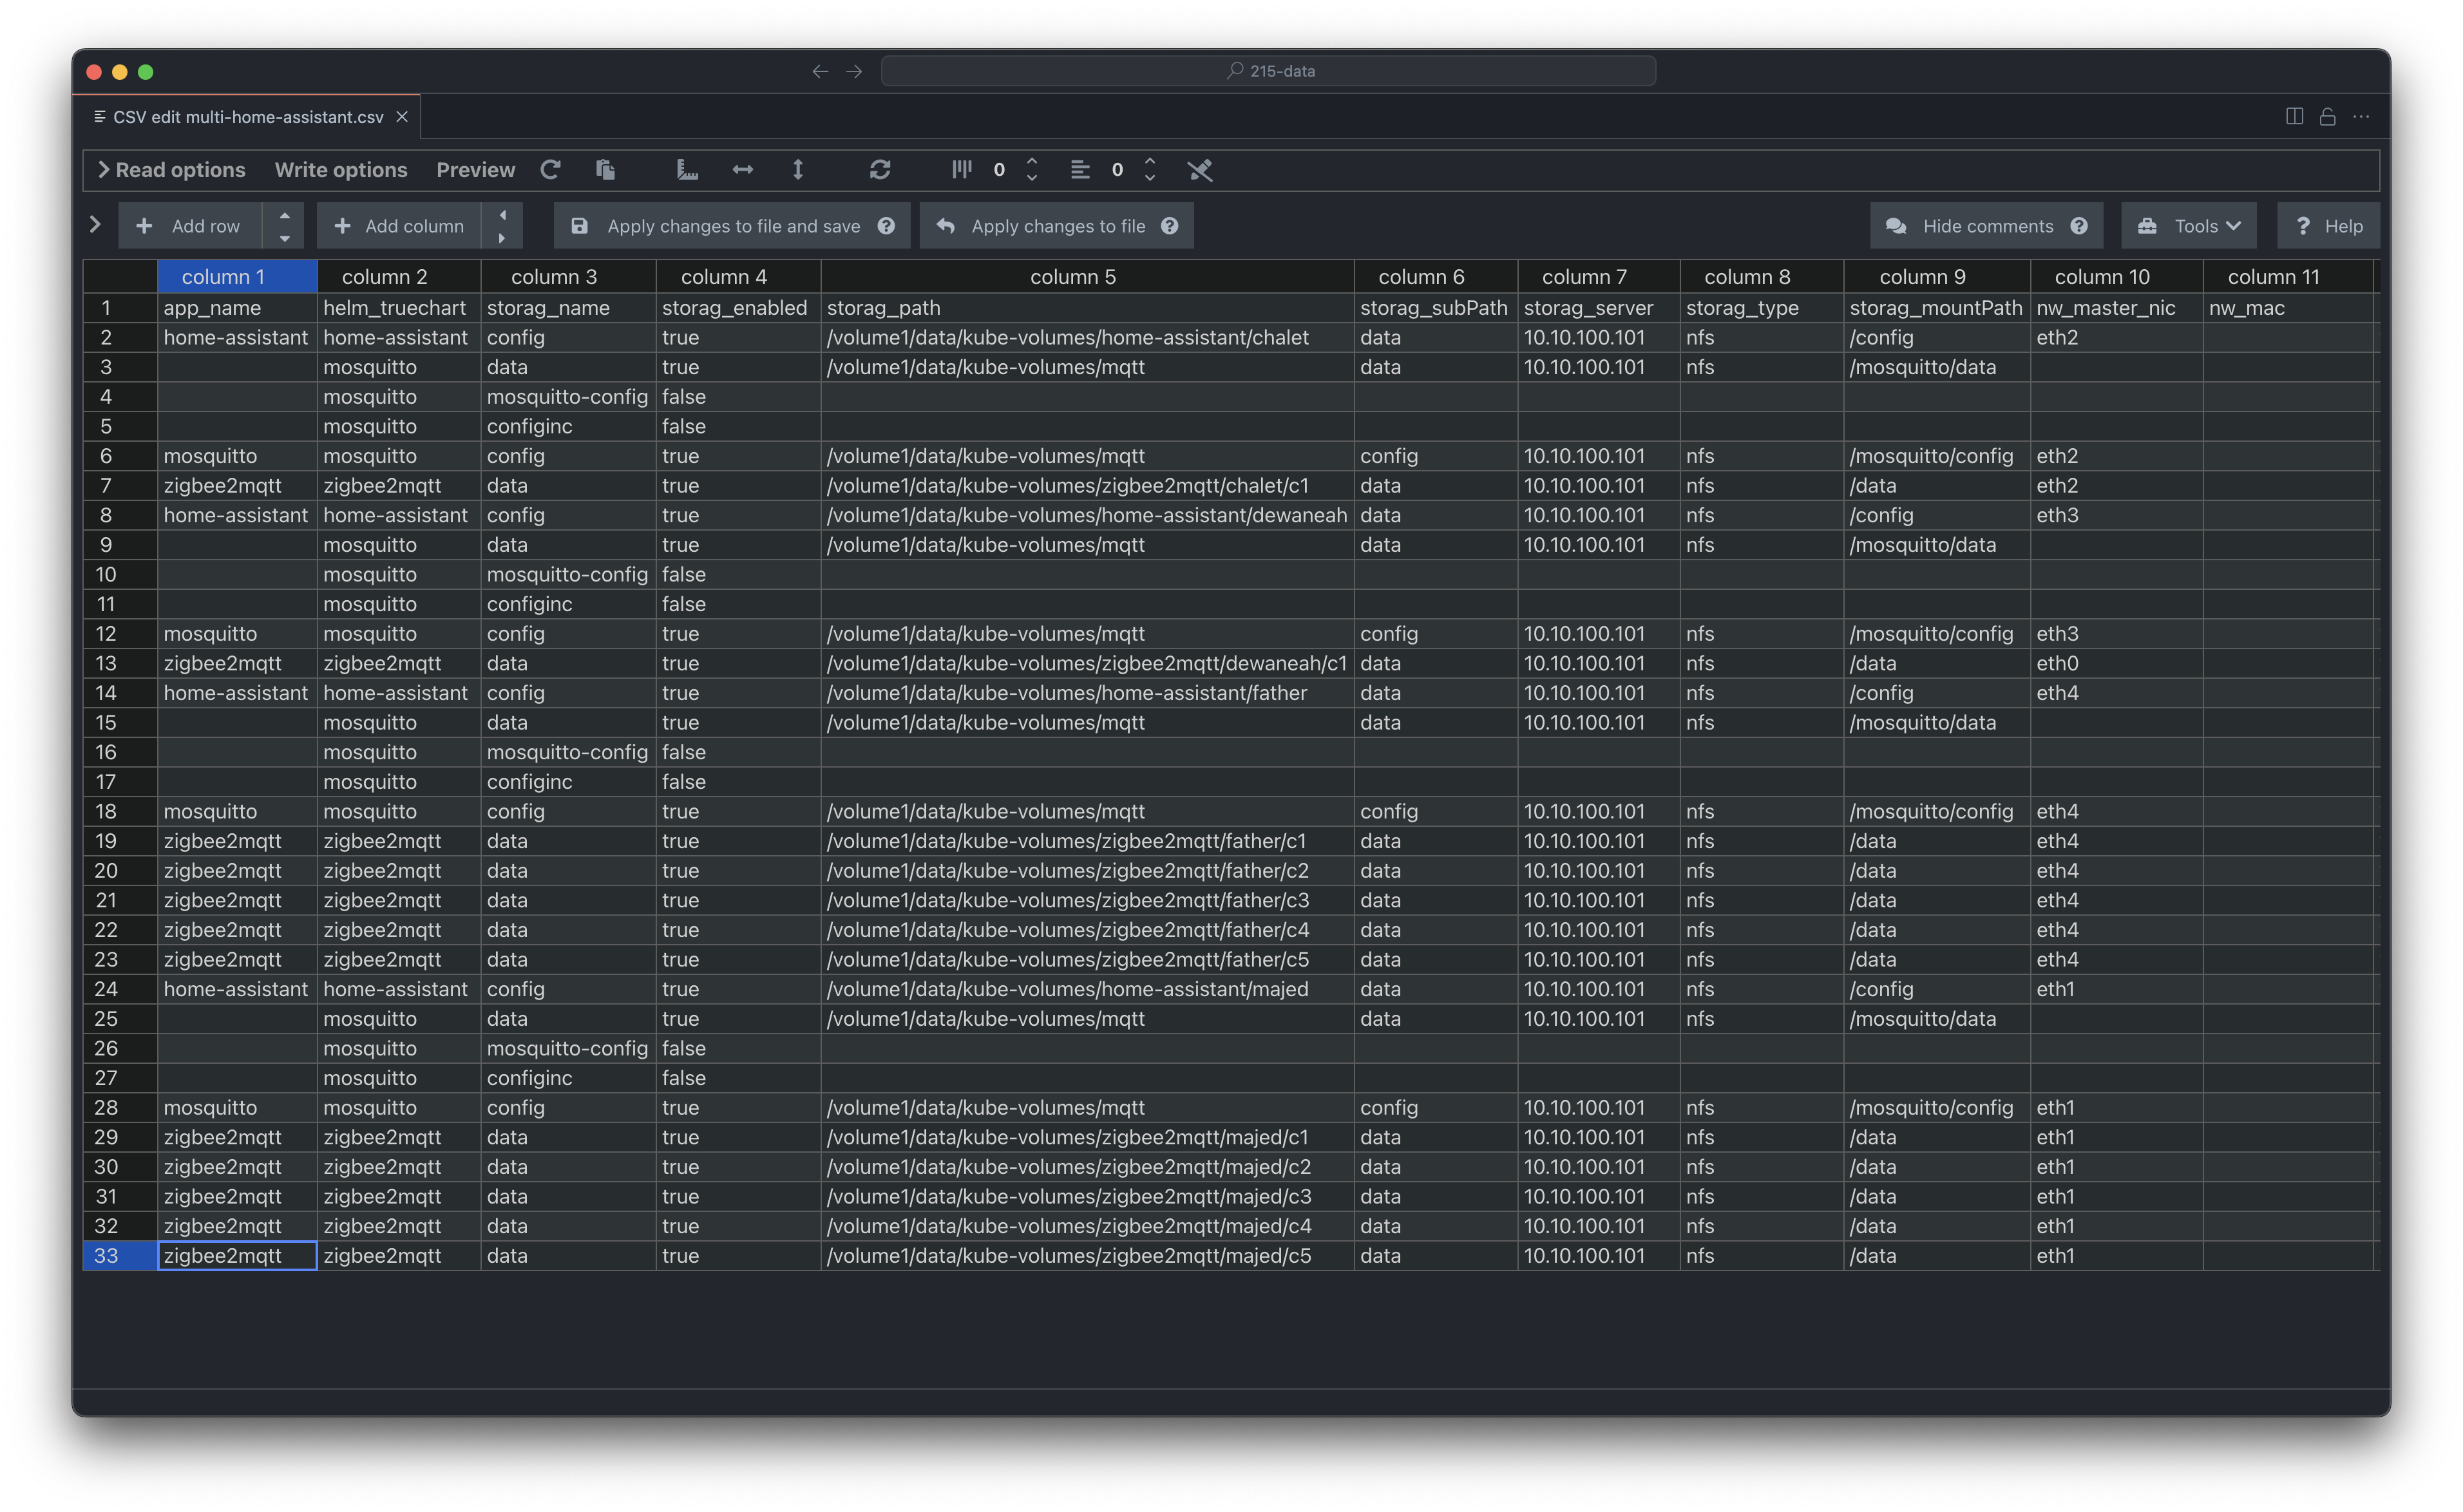 215-data
CSV edit multi-home-assistant.csv
Read options Write options Preview 0 0
Add row Add column Apply changes to file and save Apply changes to file Hide comments Tools Help
column 1 column 2 column 3 column 4 column 5 column 6 column 7 column 8 column 9 column 10 column 11
1 app_name helm_truechart storag_name storag_enabled storag_path storag_subPath storag_server storag_type storag_mountPath nw_master_nic nw_mac
2 home-assistant home-assistant config true /volume1/data/kube-volumes/home-assistant/chalet data 10.10.100.101 nfs /config eth2
3 mosquitto data true /volume1/data/kube-volumes/mqtt data 10.10.100.101 nfs /mosquitto/data
4 mosquitto mosquitto-config false
5 mosquitto configinc false
6 mosquitto mosquitto config true /volume1/data/kube-volumes/mqtt config 10.10.100.101 nfs /mosquitto/config eth2
7 zigbee2mqtt zigbee2mqtt data true /volume1/data/kube-volumes/zigbee2mqtt/chalet/c1 data 10.10.100.101 nfs /data eth2
8 home-assistant home-assistant config true /volume1/data/kube-volumes/home-assistant/dewaneah data 10.10.100.101 nfs /config eth3
9 mosquitto data true /volume1/data/kube-volumes/mqtt data 10.10.100.101 nfs /mosquitto/data
10 mosquitto mosquitto-config false
11 mosquitto configinc false
12 mosquitto mosquitto config true /volume1/data/kube-volumes/mqtt config 10.10.100.101 nfs /mosquitto/config eth3
13 zigbee2mqtt zigbee2mqtt data true /volume1/data/kube-volumes/zigbee2mqtt/dewaneah/c1 data 10.10.100.101 nfs /data eth0
14 home-assistant home-assistant config true /volume1/data/kube-volumes/home-assistant/father data 10.10.100.101 nfs /config eth4
15 mosquitto data true /volume1/data/kube-volumes/mqtt data 10.10.100.101 nfs /mosquitto/data
16 mosquitto mosquitto-config false
17 mosquitto configinc false
18 mosquitto mosquitto config true /volume1/data/kube-volumes/mqtt config 10.10.100.101 nfs /mosquitto/config eth4
19 zigbee2mqtt zigbee2mqtt data true /volume1/data/kube-volumes/zigbee2mqtt/father/c1 data 10.10.100.101 nfs /data eth4
20 zigbee2mqtt zigbee2mqtt data true /volume1/data/kube-volumes/zigbee2mqtt/father/c2 data 10.10.100.101 nfs /data eth4
21 zigbee2mqtt zigbee2mqtt data true /volume1/data/kube-volumes/zigbee2mqtt/father/c3 data 10.10.100.101 nfs /data eth4
22 zigbee2mqtt zigbee2mqtt data true /volume1/data/kube-volumes/zigbee2mqtt/father/c4 data 10.10.100.101 nfs /data eth4
23 zigbee2mqtt zigbee2mqtt data true /volume1/data/kube-volumes/zigbee2mqtt/father/c5 data 10.10.100.101 nfs /data eth4
24 home-assistant home-assistant config true /volume1/data/kube-volumes/home-assistant/majed data 10.10.100.101 nfs /config eth1
25 mosquitto data true /volume1/data/kube-volumes/mqtt data 10.10.100.101 nfs /mosquitto/data
26 mosquitto mosquitto-config false
27 mosquitto configinc false
28 mosquitto mosquitto config true /volume1/data/kube-volumes/mqtt config 10.10.100.101 nfs /mosquitto/config eth1
29 zigbee2mqtt zigbee2mqtt data true /volume1/data/kube-volumes/zigbee2mqtt/majed/c1 data 10.10.100.101 nfs /data eth1
30 zigbee2mqtt zigbee2mqtt data true /volume1/data/kube-volumes/zigbee2mqtt/majed/c2 data 10.10.100.101 nfs /data eth1
31 zigbee2mqtt zigbee2mqtt data true /volume1/data/kube-volumes/zigbee2mqtt/majed/c3 data 10.10.100.101 nfs /data eth1
32 zigbee2mqtt zigbee2mqtt data true /volume1/data/kube-volumes/zigbee2mqtt/majed/c4 data 10.10.100.101 nfs /data eth1
33 zigbee2mqtt zigbee2mqtt data true /volume1/data/kube-volumes/zigbee2mqtt/majed/c5 data 10.10.100.101 nfs /data eth1